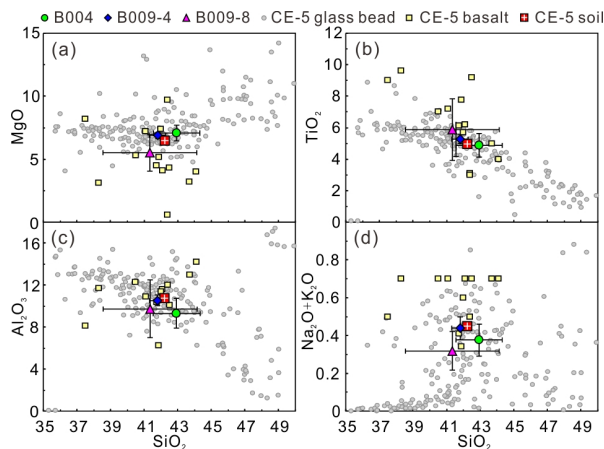 B004 B009-4 B009-8 CE-5 glass bead CE-5 basalt CE-5 soil
(a)
MgO
15
10
5
0
(b)
TiO₂
12
10
8
6
4
2
0
(c)
Al₂O₃
16
12
8
4
0
35 37 39 41 43 45 47 49
SiO₂
(d)
Na₂O+K₂O
0.8
0.6
0.4
0.2
0
35 37 39 41 43 45 47 49
SiO₂